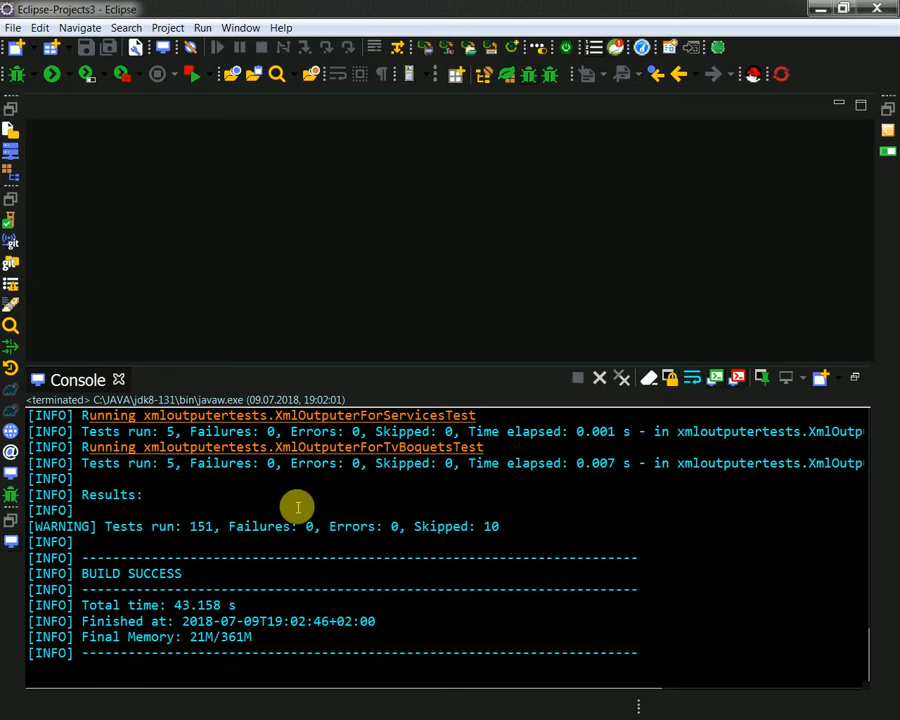 Eclipse-Projects3 - Eclipse
File Edit Navigate Search Project Run Window Help
git
git
Console
<terminated> C:\JAVA\jdk8-131\bin\javaw.exe (09.07.2018, 19:02:01)
[INFO] Running xmloutputertests.XmlOutputerForServicesTest
[INFO] Tests run: 5, Failures: 0, Errors: 0, Skipped: 0, Time elapsed: 0.001 s - in xmloutputertests.XmlOutp
[INFO] Running xmloutputertests.XmlOutputerForTvBoquetsTest
[INFO] Tests run: 5, Failures: 0, Errors: 0, Skipped: 0, Time elapsed: 0.007 s - in xmloutputertests.XmlOutp
[INFO]
[INFO] Results:
[INFO]
[WARNING] Tests run: 151, Failures: 0, Errors: 0, Skipped: 10
[INFO]
[INFO] ------------------------------------------------------------------------
[INFO] BUILD SUCCESS
[INFO] ------------------------------------------------------------------------
[INFO] Total time: 43.158 s
[INFO] Finished at: 2018-07-09T19:02:46+02:00
[INFO] Final Memory: 21M/361M
[INFO] ------------------------------------------------------------------------